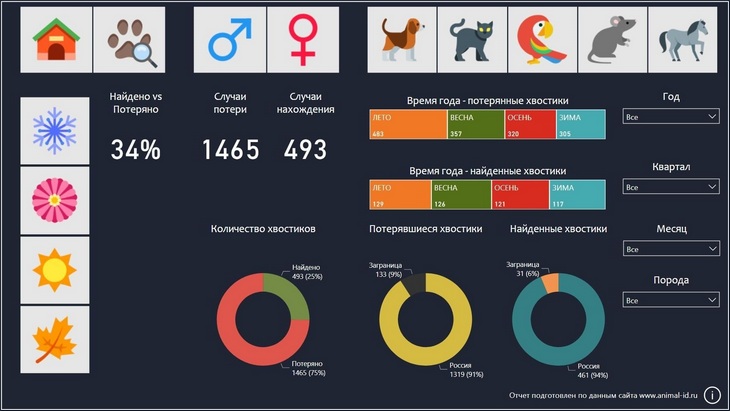 Найдено vs
Потеряно
34%
Случаи
потери
1465
Случаи
нахождения
493
Время года - потерянные хвостики
ЛЕТО
483
ВЕСНА
357
ОСЕНЬ
320
ЗИМА
305
Время года - найденные хвостики
ЛЕТО
129
ВЕСНА
126
ОСЕНЬ
121
ЗИМА
117
Год
Все
Квартал
Все
Месяц
Все
Порода
Все
Количество хвостиков
Найдено
493 (25%)
Потеряно
1465 (75%)
Потерявшиеся хвостики
Заграница
133 (9%)
Россия
1319 (91%)
Найденные хвостики
Заграница
31 (6%)
Россия
461 (94%)
Отчет подготовлен по данным сайта www.animal-id.ru
i